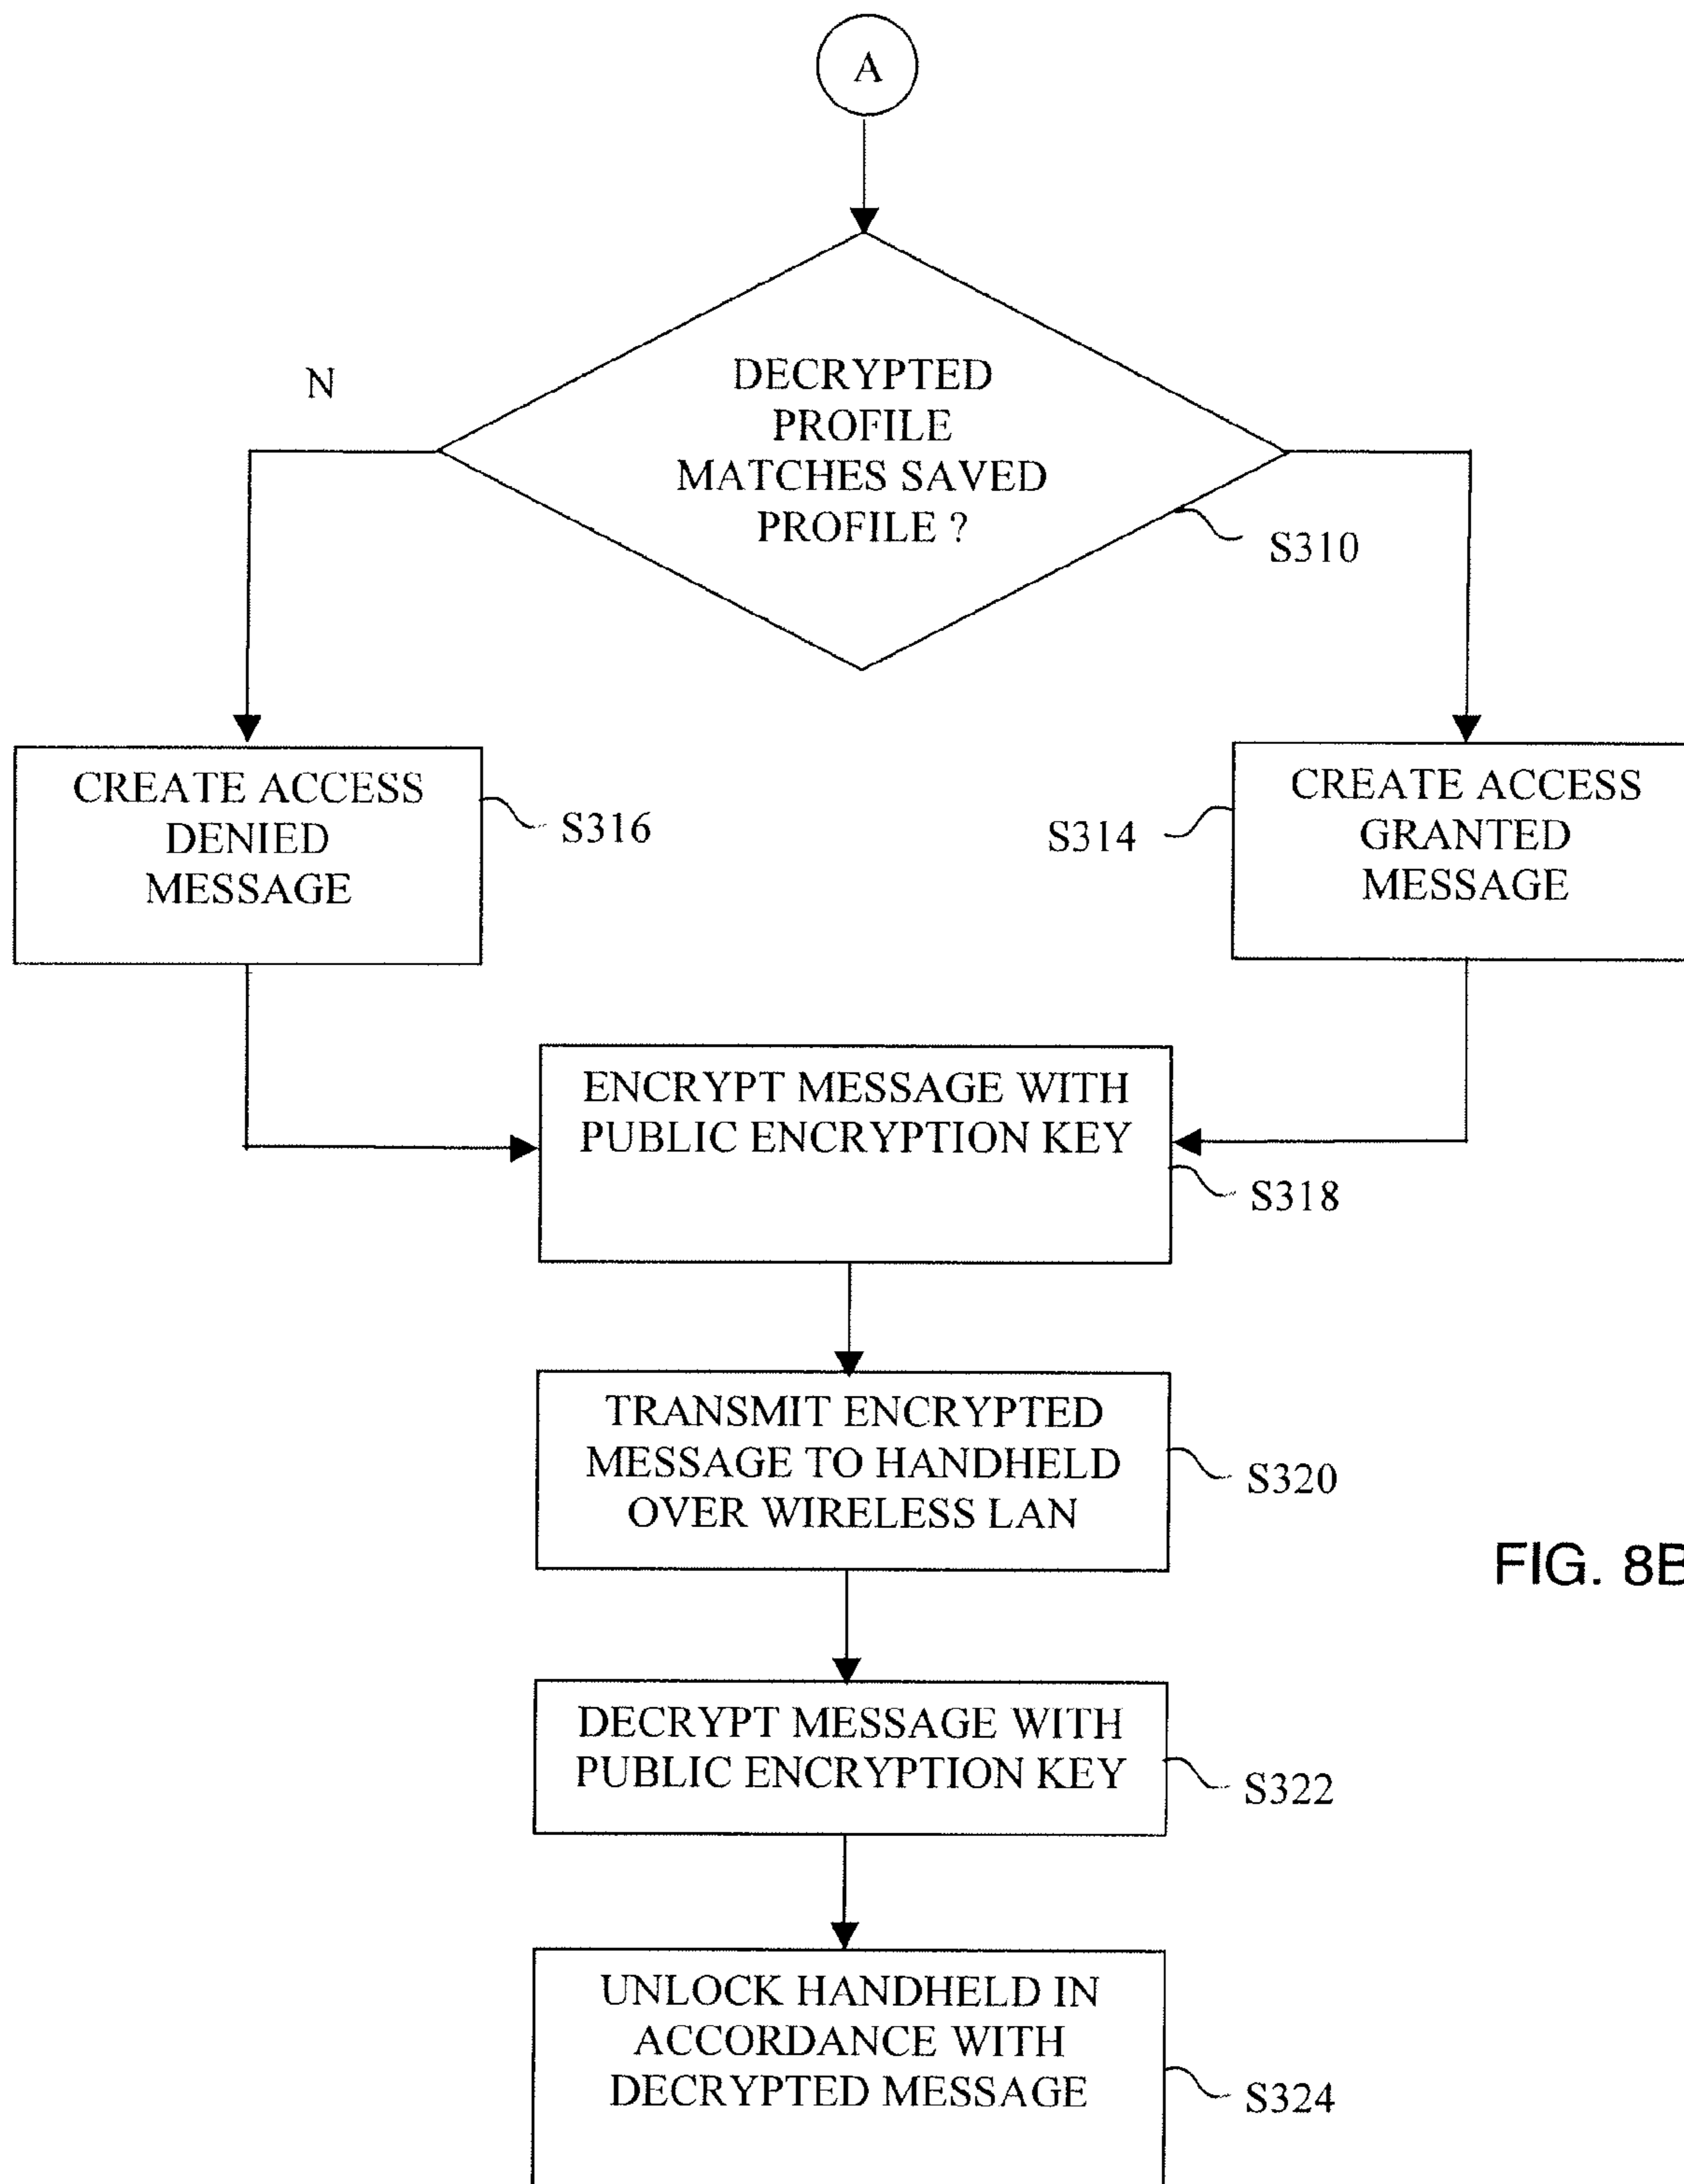 A
DECRYPTED
PROFILE
MATCHES SAVED
PROFILE ?
N
S310
CREATE ACCESS
DENIED
MESSAGE
S316
S314
CREATE ACCESS
GRANTED
MESSAGE
ENCRYPT MESSAGE WITH
PUBLIC ENCRYPTION KEY
S318
TRANSMIT ENCRYPTED
MESSAGE TO HANDHELD
OVER WIRELESS LAN
S320
FIG. 8B
DECRYPT MESSAGE WITH
PUBLIC ENCRYPTION KEY
S322
UNLOCK HANDHELD IN
ACCORDANCE WITH
DECRYPTED MESSAGE
S324